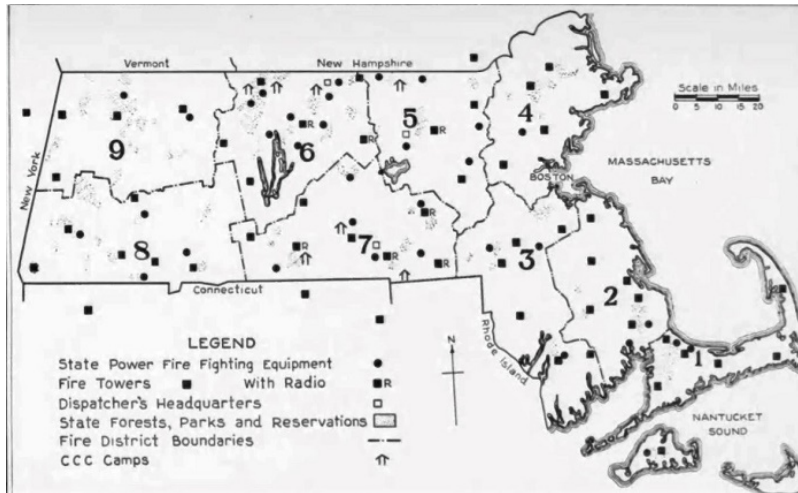 Vermont
New Hampshire
Scale in Miles
0 5 10 15 20
5
4
9
6
New York
BOSTON
MASSACHUSETTS
BAY
8
7
3
2
Connecticut
Rhode Island
1
N
NANTUCKET
SOUND
R
R
R
R
R
R
R
LEGEND
State Power Fire Fighting Equipment
Fire Towers With Radio R
Dispatcher's Headquarters
State Forests, Parks and Reservations
Fire District Boundaries
CCC Camps